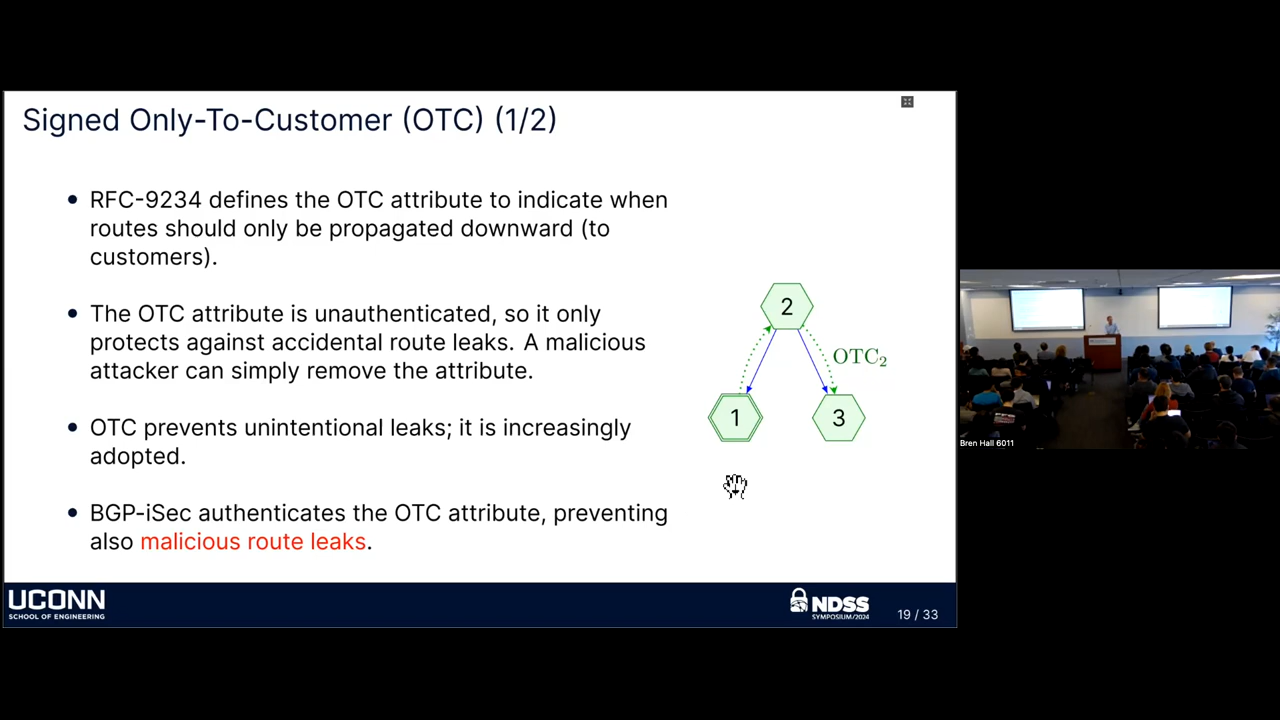 Signed Only-To-Customer (OTC) (1/2)
• RFC-9234 defines the OTC attribute to indicate when
routes should only be propagated downward (to
customers).
• The OTC attribute is unauthenticated, so it only
protects against accidental route leaks. A malicious
attacker can simply remove the attribute.
• OTC prevents unintentional leaks; it is increasingly
adopted.
• BGP-iSec authenticates the OTC attribute, preventing
also malicious route leaks.
2
OTC₂
1
3
Bren Hall 6011
UCONN
SCHOOL OF ENGINEERING
NDSS
SYMPOSIUM/2024
19 / 33